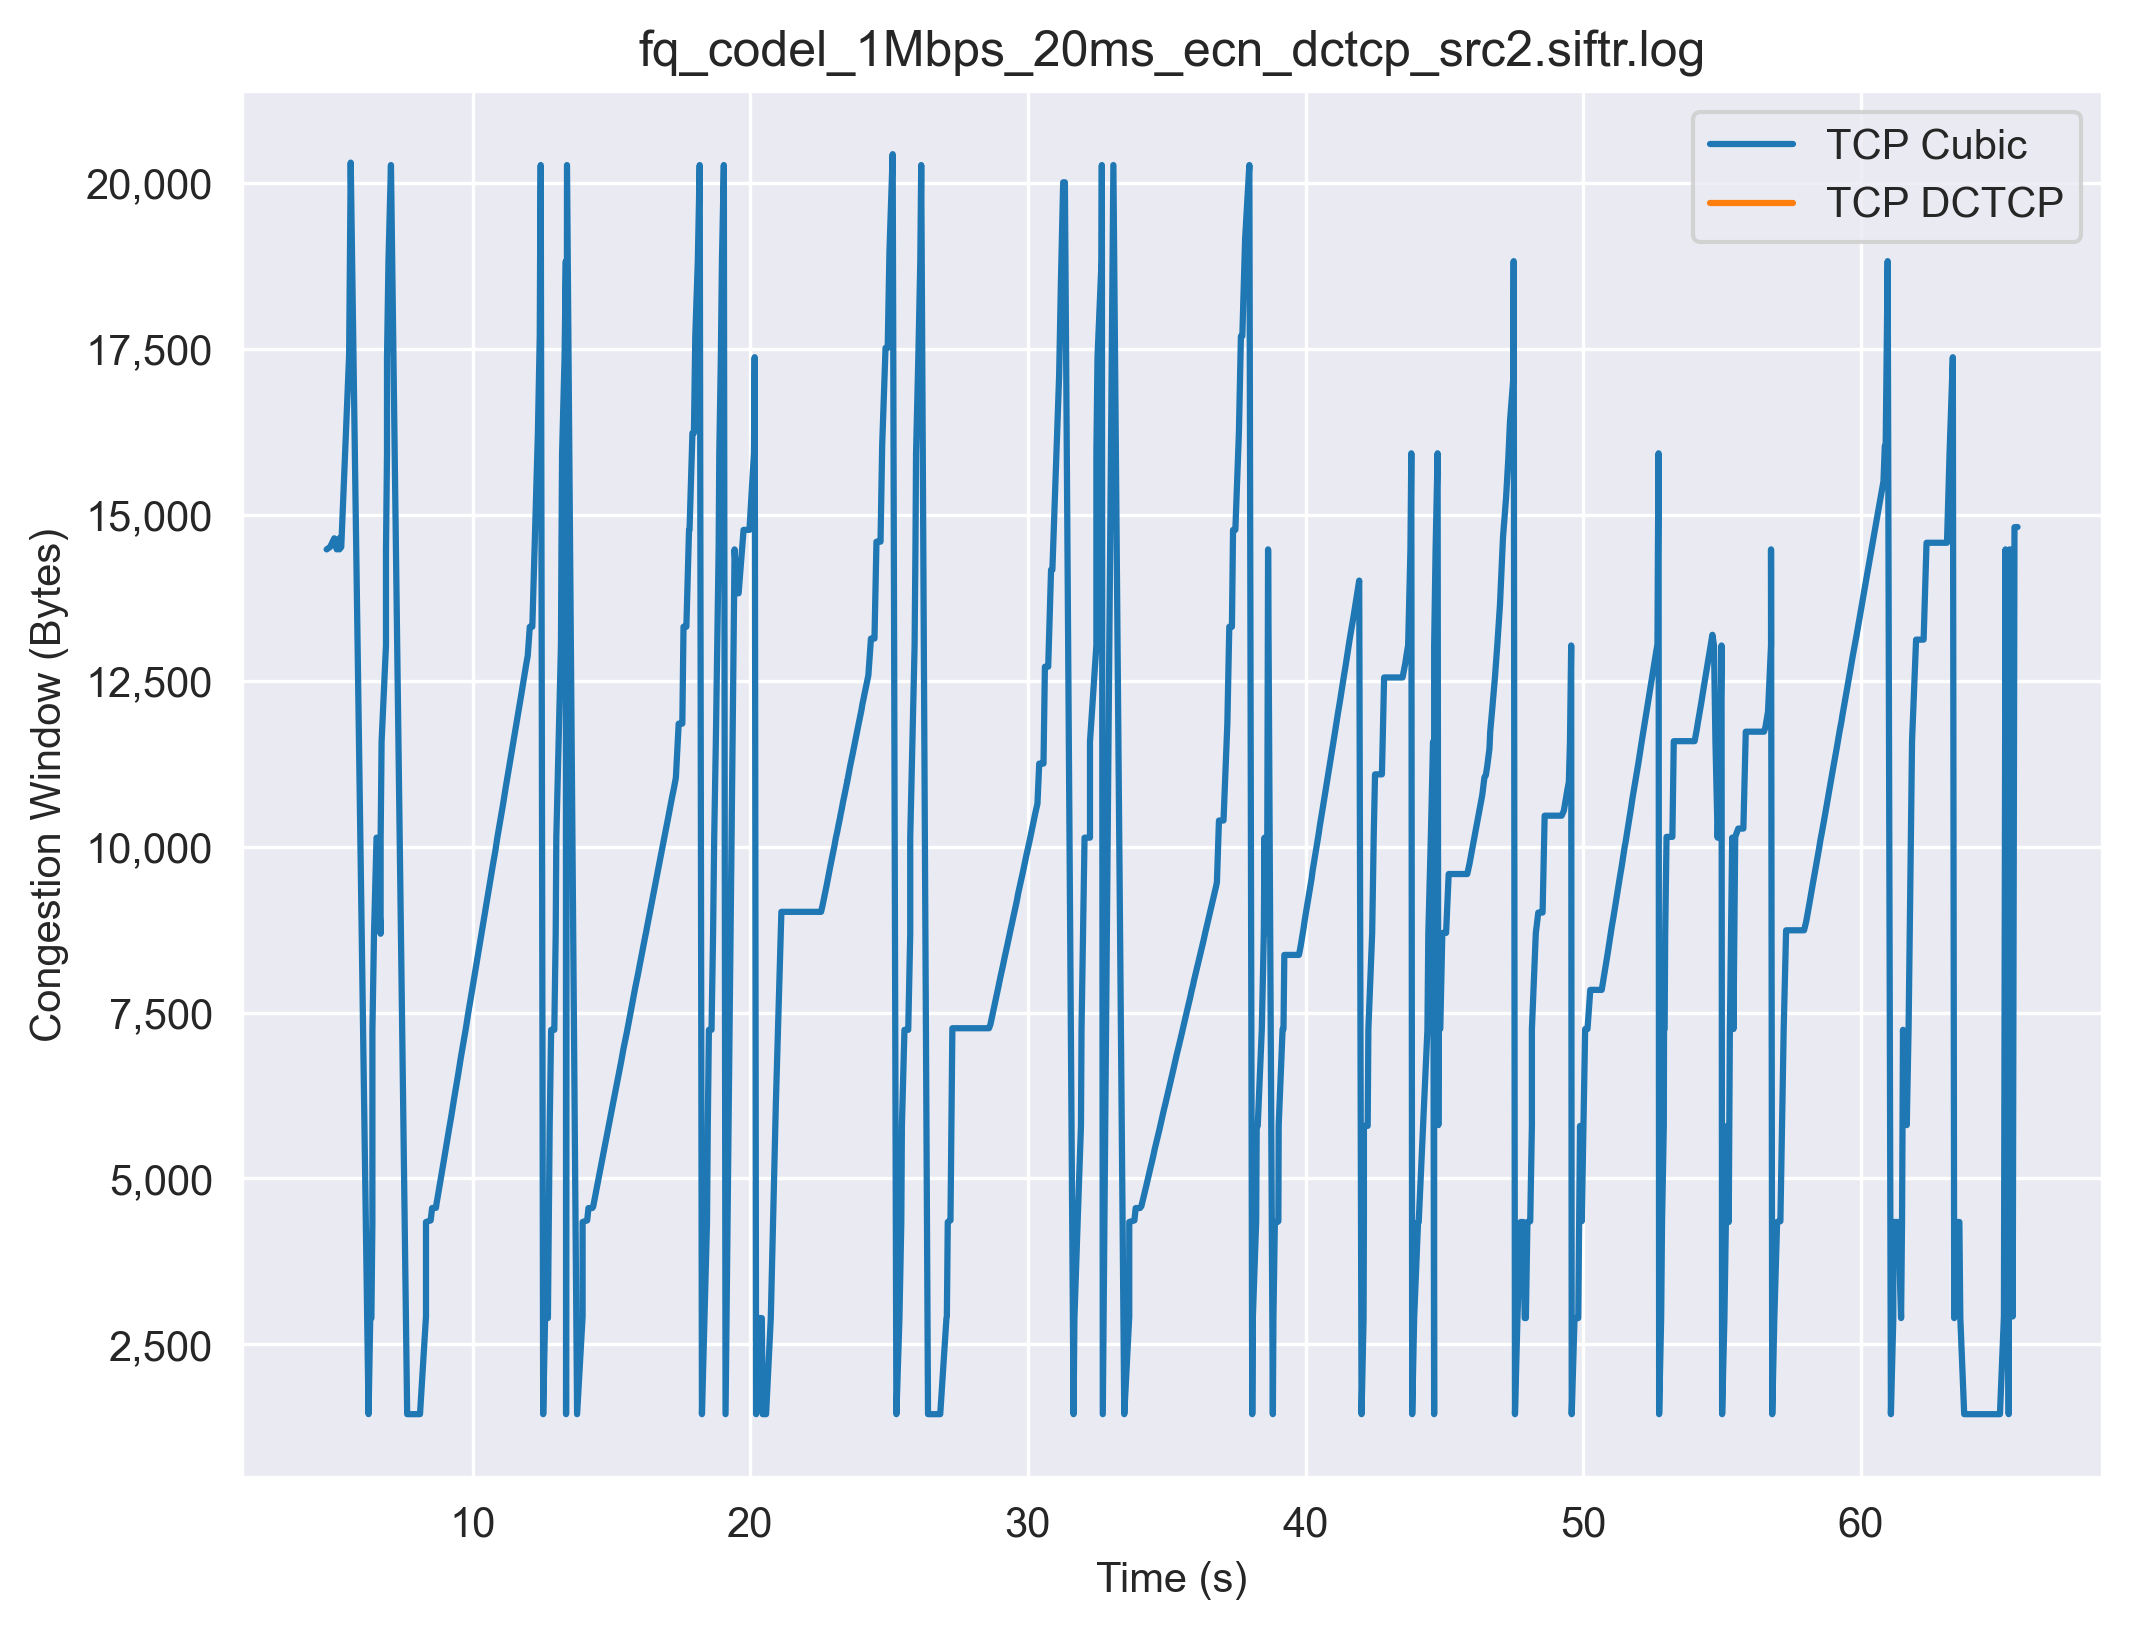 fq_codel_1Mbps_20ms_ecn_dctcp_src2.siftr.log
TCP Cubic
TCP DCTCP
Congestion Window (Bytes)
20,000
17,500
15,000
12,500
10,000
7,500
5,000
2,500
10 20 30 40 50 60
Time (s)